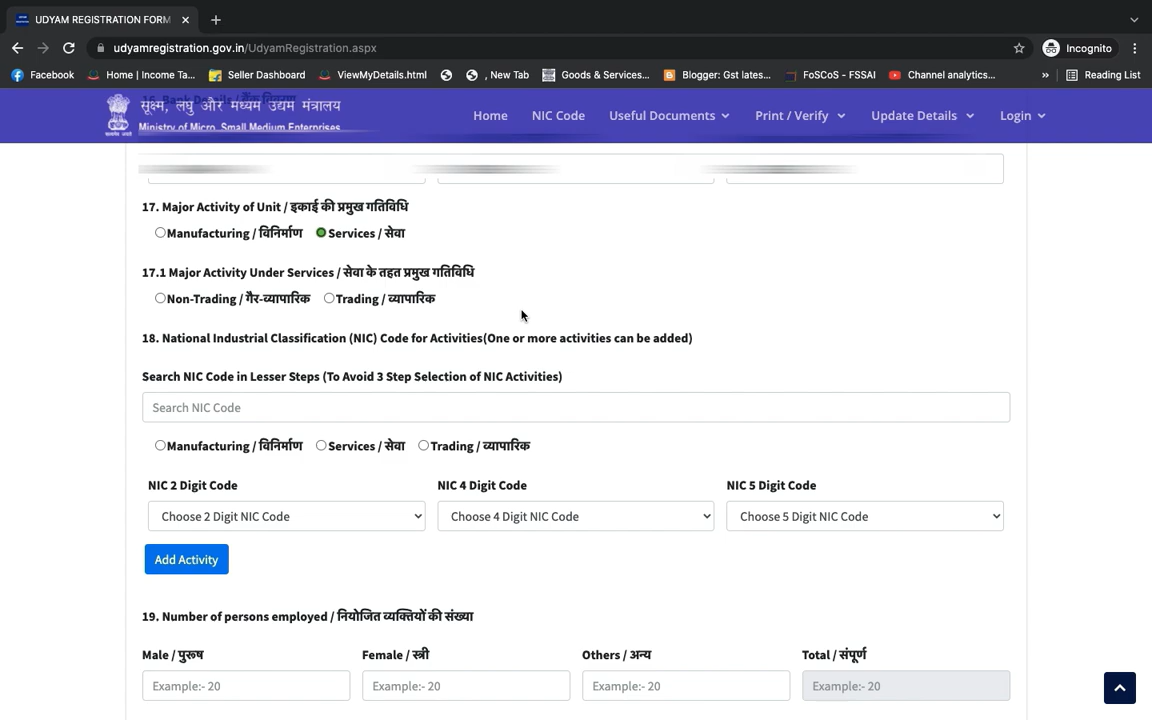 UDYAM REGISTRATION FORM
udyamregistration.gov.in/UdyamRegistration.aspx
Incognito
Facebook
Home | Income Ta...
Seller Dashboard
ViewMyDetails.html
, New Tab
Goods & Services...
Blogger: Gst lates...
FoSCoS - FSSAI
Channel analytics...
»
Reading List
सूक्ष्म, लघु और मध्यम उद्यम मंत्रालय
Ministry of Micro, Small Medium Enterprises
Home
NIC Code
Useful Documents
Print / Verify
Update Details
Login
17. Major Activity of Unit / इकाई की प्रमुख गतिविधि
Manufacturing / विनिर्माण Services / सेवा
17.1 Major Activity Under Services / सेवा के तहत प्रमुख गतिविधि
Non-Trading / गैर-व्यापारिक Trading / व्यापारिक
18. National Industrial Classification (NIC) Code for Activities(One or more activities can be added)
Search NIC Code in Lesser Steps (To Avoid 3 Step Selection of NIC Activities)
Search NIC Code
Manufacturing / विनिर्माण Services / सेवा Trading / व्यापारिक
NIC 2 Digit Code NIC 4 Digit Code NIC 5 Digit Code
Choose 2 Digit NIC Code Choose 4 Digit NIC Code Choose 5 Digit NIC Code
Add Activity
19. Number of persons employed / नियोजित व्यक्तियों की संख्या
Male / पुरूष Female / स्त्री Others / अन्य Total / संपूर्ण
Example:- 20 Example:- 20 Example:- 20 Example:- 20